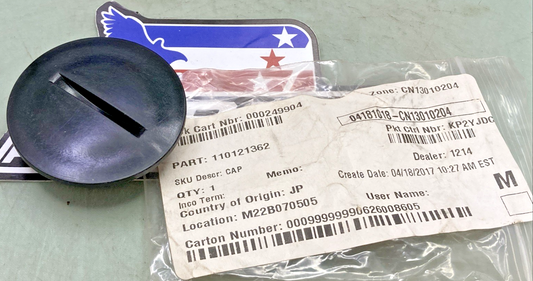 Zone: CN13010204
Pk Cart Nbr: 000249904
04181618-CN13010204
Pkt Ctrl Nbr: KP2YJDC
PART: 110121362
Dealer: 1214
SKU Descr: CAP
Memo:
Create Date: 04/18/2017 10:27 AM EST
QTY: 1
Inco Term:
M
Country of Origin: JP
User Name:
Location: M22B070505
Carton Number: 00099999990626008605